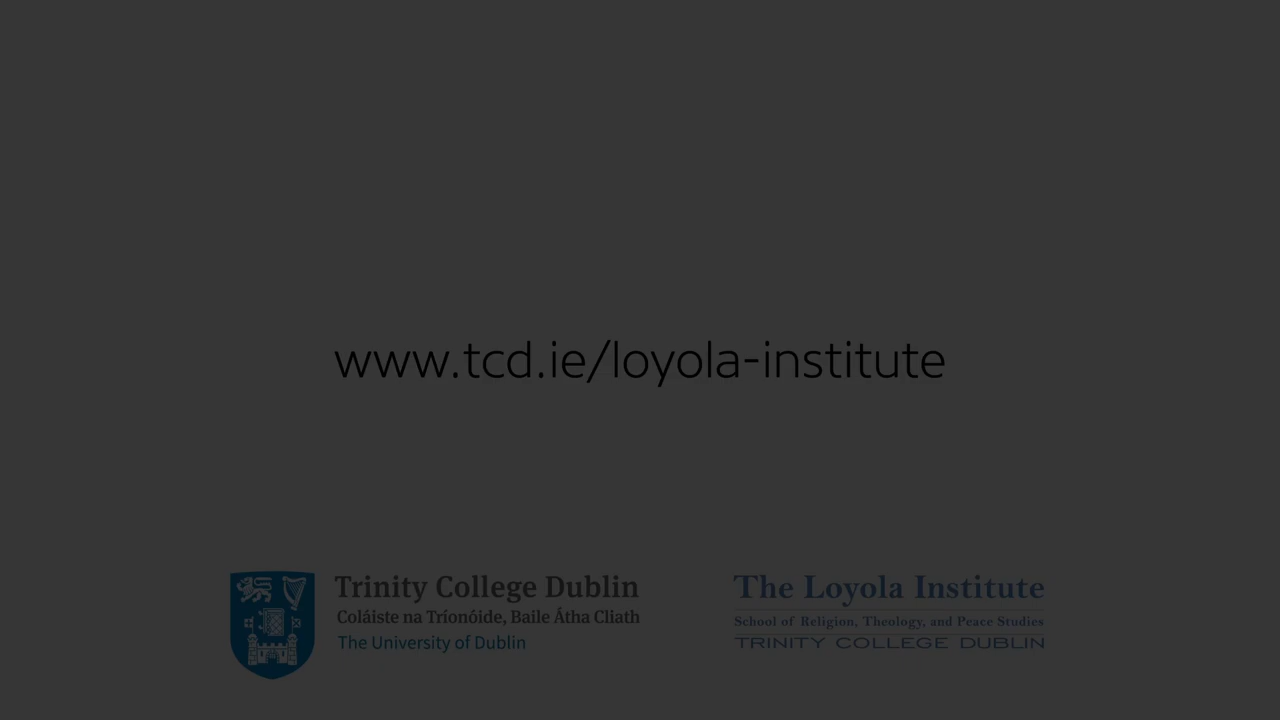 www.tcd.ie/loyola-institute
Trinity College Dublin
Coláiste na Tríonóide, Baile Átha Cliath
The University of Dublin
The Loyola Institute
School of Religion, Theology, and Peace Studies
TRINITY COLLEGE DUBLIN